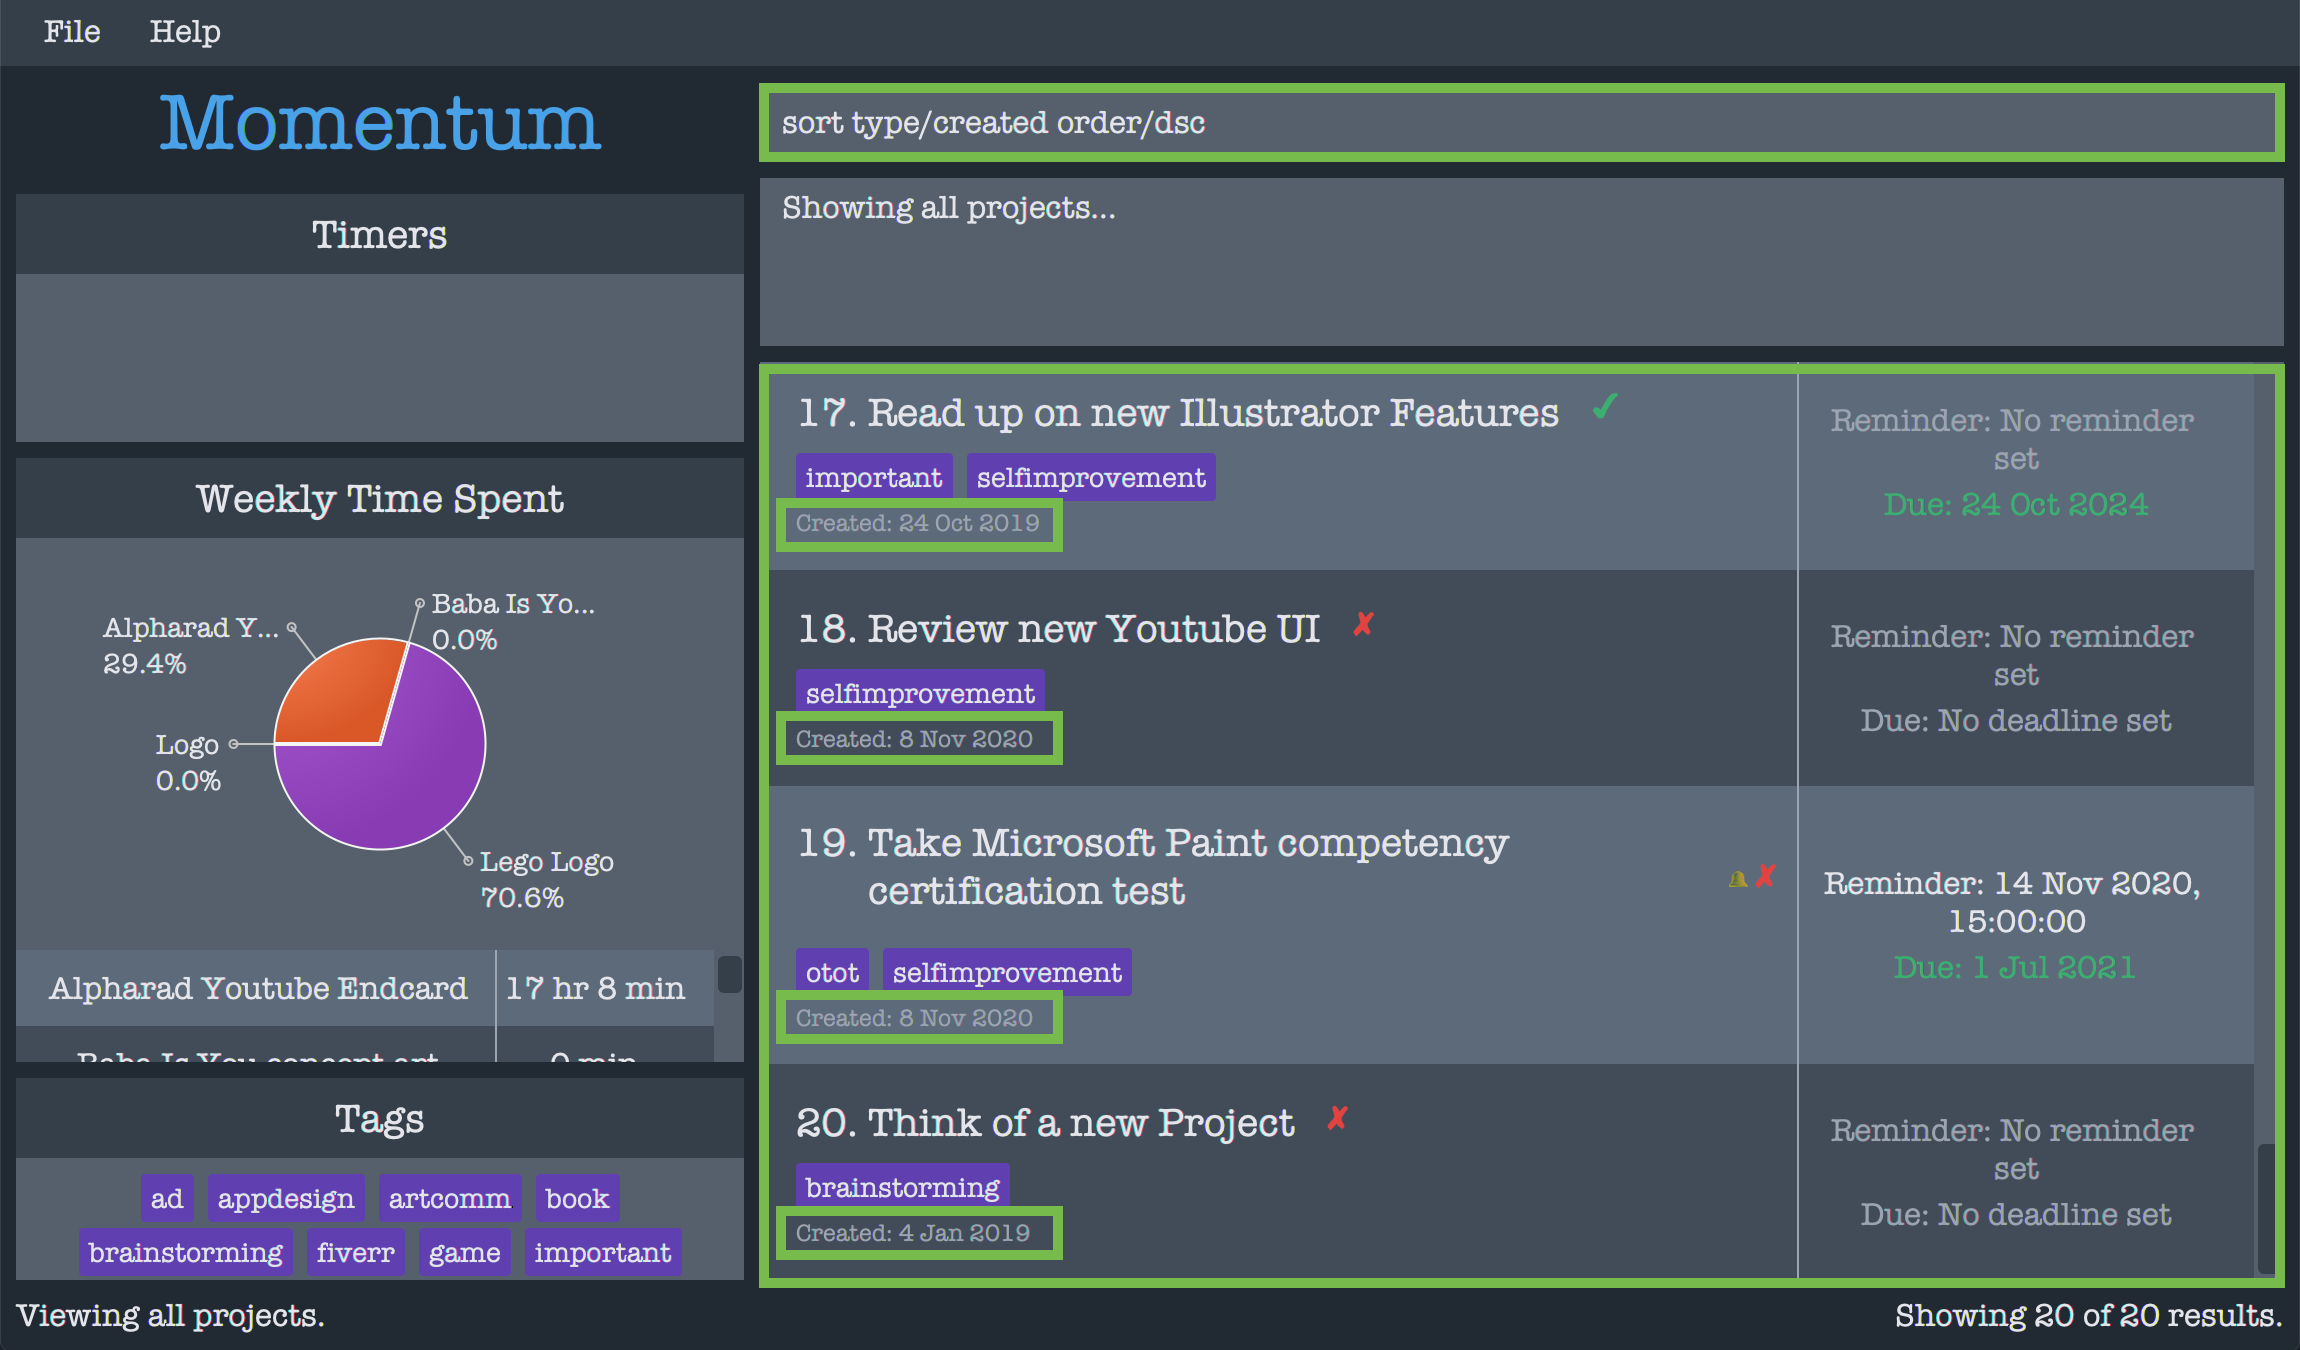 File Help
Momentum
Timers
Weekly Time Spent
Baba Is Yo...
0.0%
Alpharad Y...
29.4%
Logo
0.0%
Lego Logo
70.6%
Alpharad Youtube Endcard 17 hr 8 min
Baba Is You concept art 0 min
Tags
ad appdesign artcomm book
brainstorming fiverr game important
Viewing all projects.
sort type/created order/dsc
Showing all projects...
17. Read up on new Illustrator Features ✓
important selfimprovement
Created: 24 Oct 2019
Reminder: No reminder
set
Due: 24 Oct 2024
18. Review new Youtube UI ✗
selfimprovement
Created: 8 Nov 2020
Reminder: No reminder
set
Due: No deadline set
19. Take Microsoft Paint competency
certification test ✗
otot selfimprovement
Created: 8 Nov 2020
Reminder: 14 Nov 2020,
15:00:00
Due: 1 Jul 2021
20. Think of a new Project ✗
brainstorming
Created: 4 Jan 2019
Reminder: No reminder
set
Due: No deadline set
Showing 20 of 20 results.